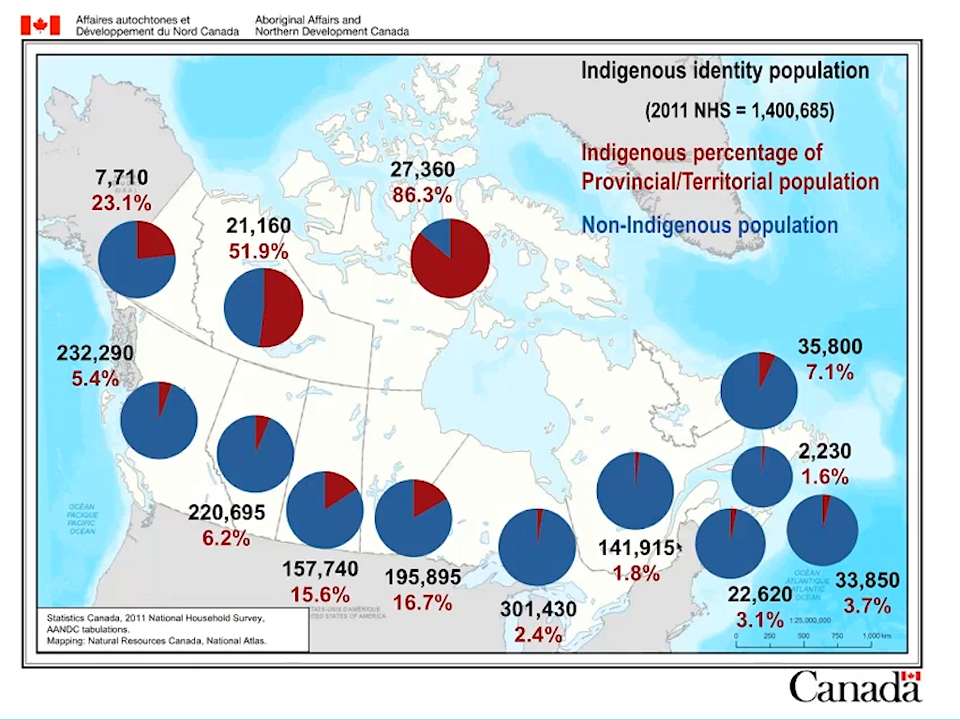 Affaires autochtones et
Développement du Nord Canada
Aboriginal Affairs and
Northern Development Canada
Indigenous identity population
(2011 NHS = 1,400,685)
Indigenous percentage of
Provincial/Territorial population
Non-Indigenous population
7,710
23.1%
21,160
51.9%
27,360
86.3%
232,290
5.4%
220,695
6.2%
157,740
15.6%
195,895
16.7%
301,430
2.4%
141,915
1.8%
35,800
7.1%
2,230
1.6%
22,620
3.1%
33,850
3.7%
OCÉAN
PACIFIQUE
PACIFIC
OCEAN
OCÉAN
ATLANTIQUE
ATLANTIC
OCEAN
ÉTATS-UNIS D'AMÉRIQUE
UNITED STATES OF AMERICA
1:25,000,000
0 250 500 750 1,000 km
Statistics Canada, 2011 National Household Survey,
AANDC tabulations.
Mapping: Natural Resources Canada, National Atlas.
Canada